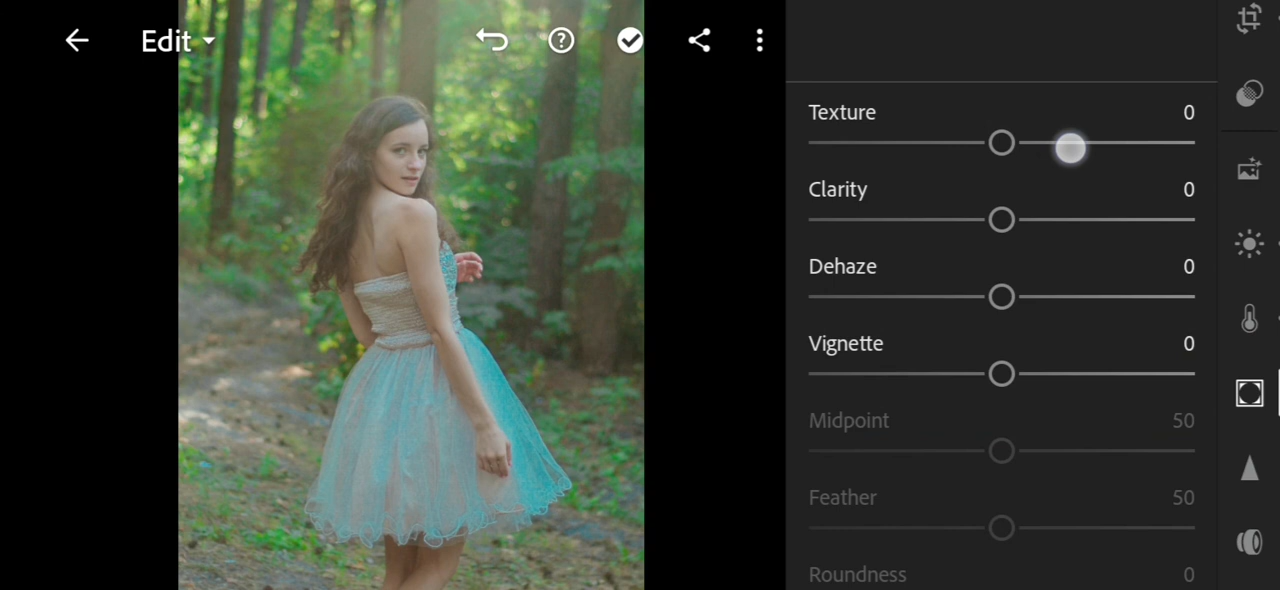 Edit
Texture 0
Clarity 0
Dehaze 0
Vignette 0
Midpoint 50
Feather 50
Roundness 0